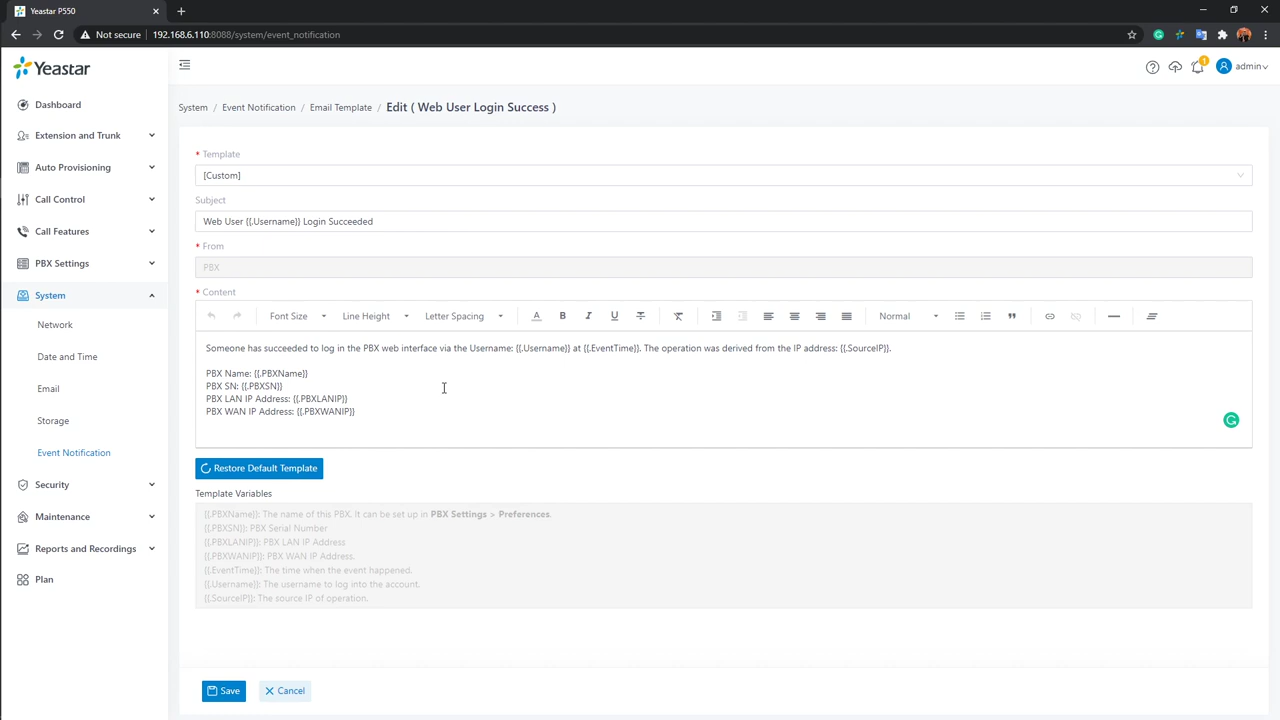 Yeastar P550
Not secure 192.168.6.110:8088/system/event_notification
Yeastar
1
admin
Dashboard
Extension and Trunk
Auto Provisioning
Call Control
Call Features
PBX Settings
System
Network
Date and Time
Email
Storage
Event Notification
Security
Maintenance
Reports and Recordings
Plan
System / Event Notification / Email Template / Edit ( Web User Login Success )
* Template
[Custom]
Subject
Web User {{.Username}} Login Succeeded
* From
PBX
* Content
Font Size Line Height Letter Spacing A B I U Normal
Someone has succeeded to log in the PBX web interface via the Username: {{.Username}} at {{.EventTime}}. The operation was derived from the IP address: {{.SourceIP}}.
PBX Name: {{.PBXName}}
PBX SN: {{.PBXSN}}
PBX LAN IP Address: {{.PBXLANIP}}
PBX WAN IP Address: {{.PBXWANIP}}
Restore Default Template
Template Variables
{{.PBXName}}: The name of this PBX. It can be set up in PBX Settings > Preferences.
{{.PBXSN}}: PBX Serial Number
{{.PBXLANIP}}: PBX LAN IP Address
{{.PBXWANIP}}: PBX WAN IP Address.
{{.EventTime}}: The time when the event happened.
{{.Username}}: The username to log into the account.
{{.SourceIP}}: The source IP of operation.
Save Cancel